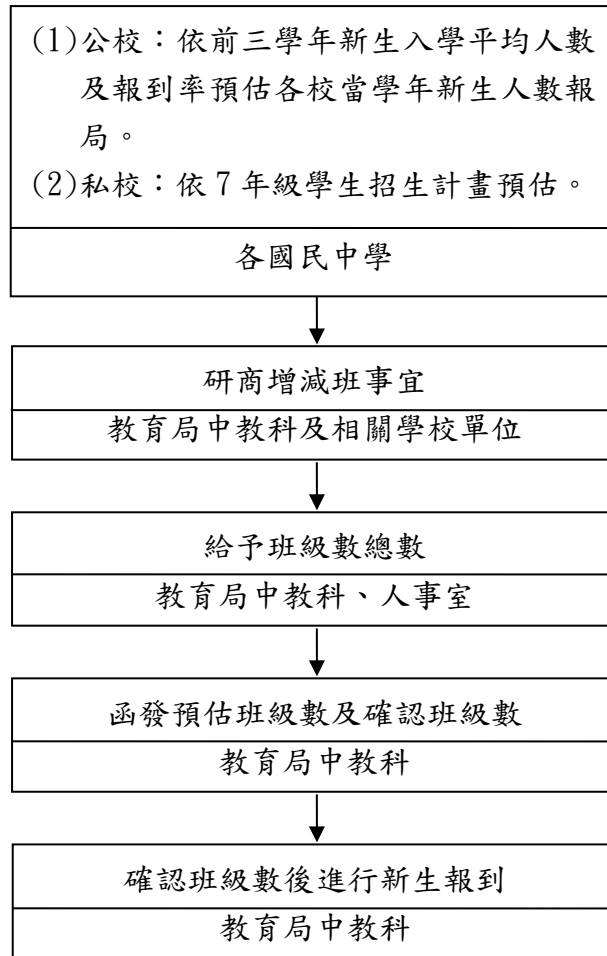 (1)公校：依前三學年新生入學平均人數
及報到率預估各校當學年新生人數報
局。
(2)私校：依7年級學生招生計畫預估。
各國民中學
研商增減班事宜
教育局中教科及相關學校單位
給予班級數總數
教育局中教科、人事室
函發預估班級數及確認班級數
教育局中教科
確認班級數後進行新生報到
教育局中教科